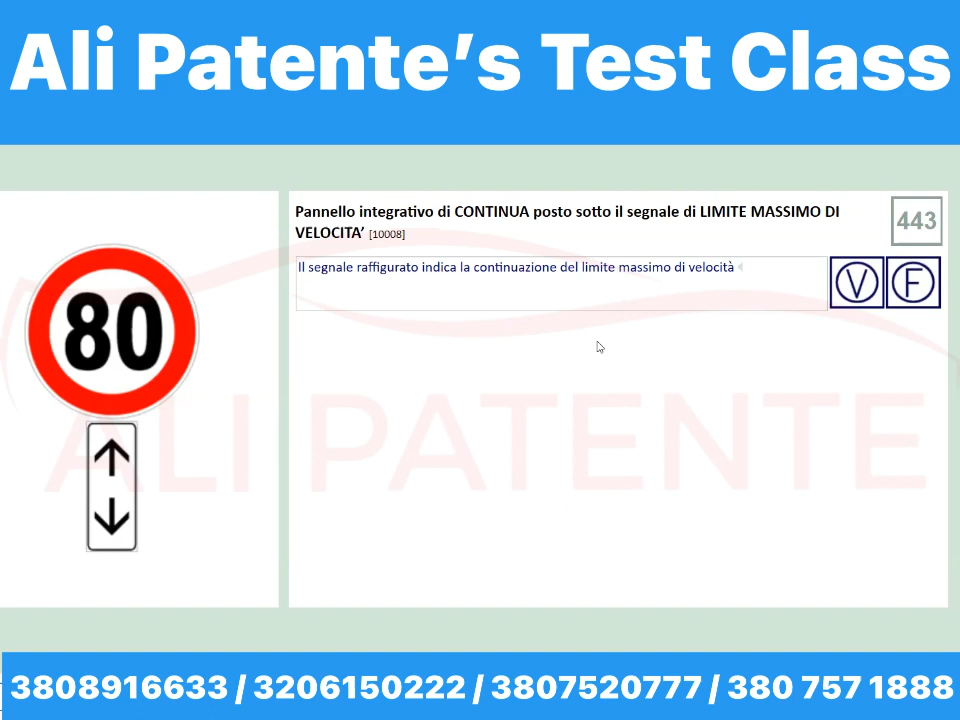 Ali Patente’s Test Class
Pannello integrativo di CONTINUA posto sotto il segnale di LIMITE MASSIMO DI
VELOCITA’ [10008]
443
Il segnale raffigurato indica la continuazione del limite massimo di velocità
V F
80
ALI PATENTE
3808916633 / 3206150222 / 3807520777 / 380 757 1888